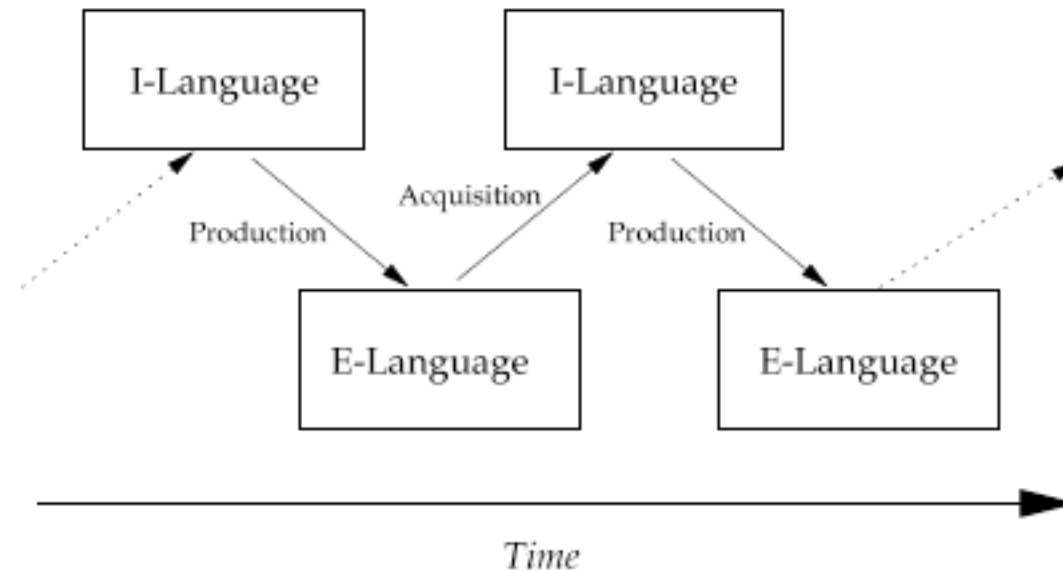 I-Language
I-Language
Acquisition
Production
Production
E-Language
E-Language
Time